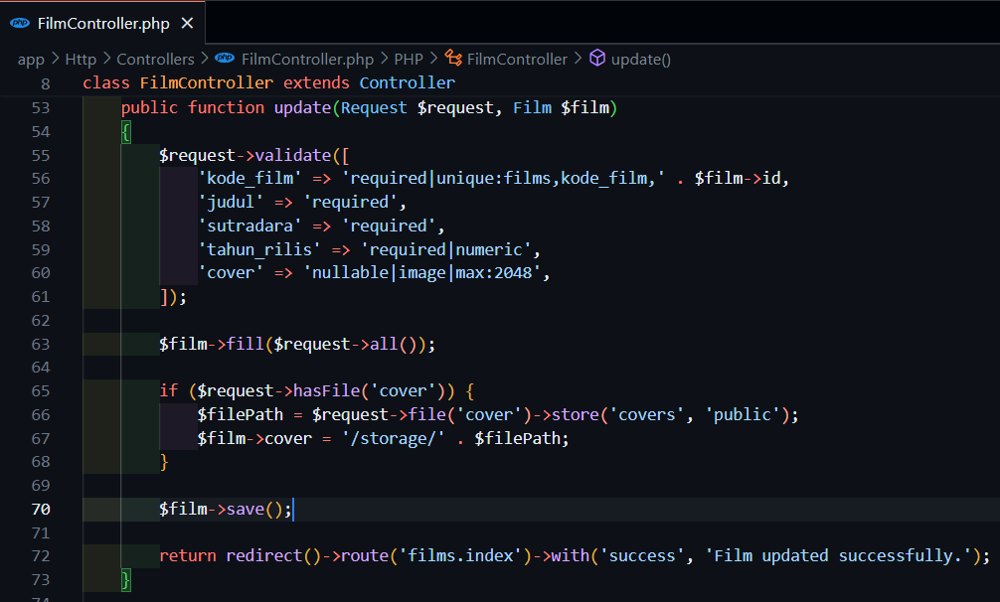 php FilmController.php ×
app > Http > Controllers > php FilmController.php > PHP > FilmController > update()
8 class FilmController extends Controller
53 public function update(Request $request, Film $film)
54 {
55 $request->validate([
56 'kode_film' => 'required|unique:films,kode_film,' . $film->id,
57 'judul' => 'required',
58 'sutradara' => 'required',
59 'tahun_rilis' => 'required|numeric',
60 'cover' => 'nullable|image|max:2048',
61 ]);
62
63 $film->fill($request->all());
64
65 if ($request->hasFile('cover')) {
66 $filePath = $request->file('cover')->store('covers', 'public');
67 $film->cover = '/storage/' . $filePath;
68 }
69
70 $film->save();
71
72 return redirect()->route('films.index')->with('success', 'Film updated successfully.');
73 }
74